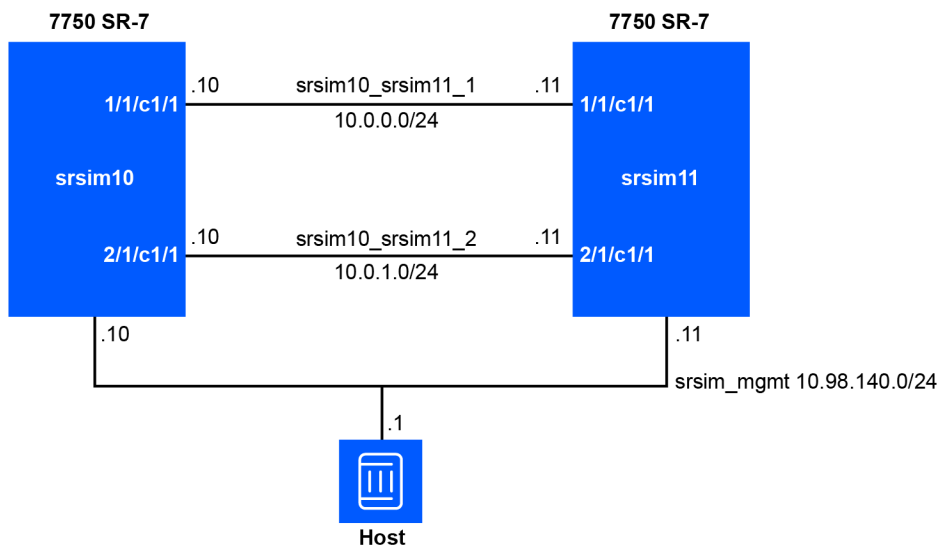 7750 SR-7
7750 SR-7
.10
srsim10_srsim11_1
.11
1/1/c1/1
10.0.0.0/24
1/1/c1/1
srsim10
srsim11
.10
srsim10_srsim11_2
.11
2/1/c1/1
10.0.1.0/24
2/1/c1/1
.10
.11
srsim_mgmt 10.98.140.0/24
.1
Host